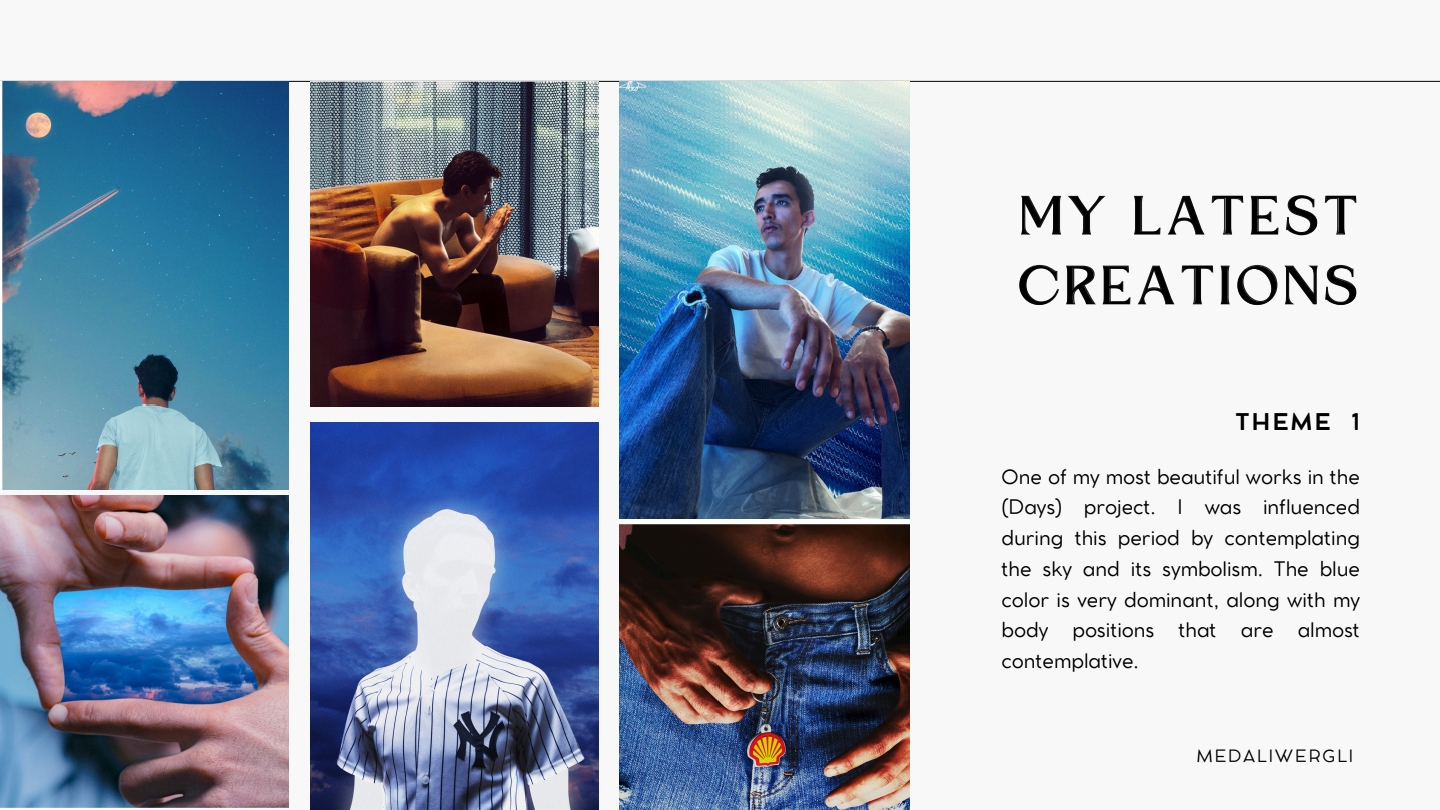 MY LATEST
CREATIONS
THEME 1
One of my most beautiful works in the
(Days) project. I was influenced
during this period by contemplating
the sky and its symbolism. The blue
color is very dominant, along with my
body positions that are almost
contemplative.
NY
MEDALIWERGLI